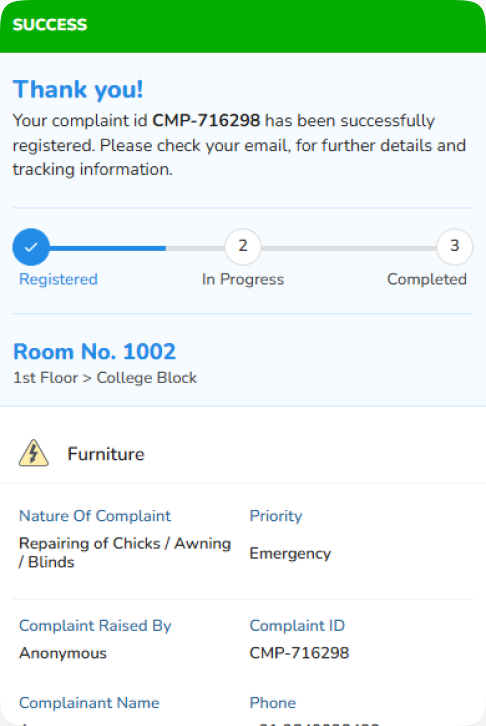 SUCCESS
Thank you!
Your complaint id CMP-716298 has been successfully
registered. Please check your email, for further details and
tracking information.
2
3
Registered
In Progress
Completed
Room No. 1002
1st Floor > College Block
Furniture
Nature Of Complaint
Priority
Repairing of Chicks / Awning
/ Blinds
Emergency
Complaint Raised By
Complaint ID
Anonymous
CMP-716298
Complainant Name
Phone